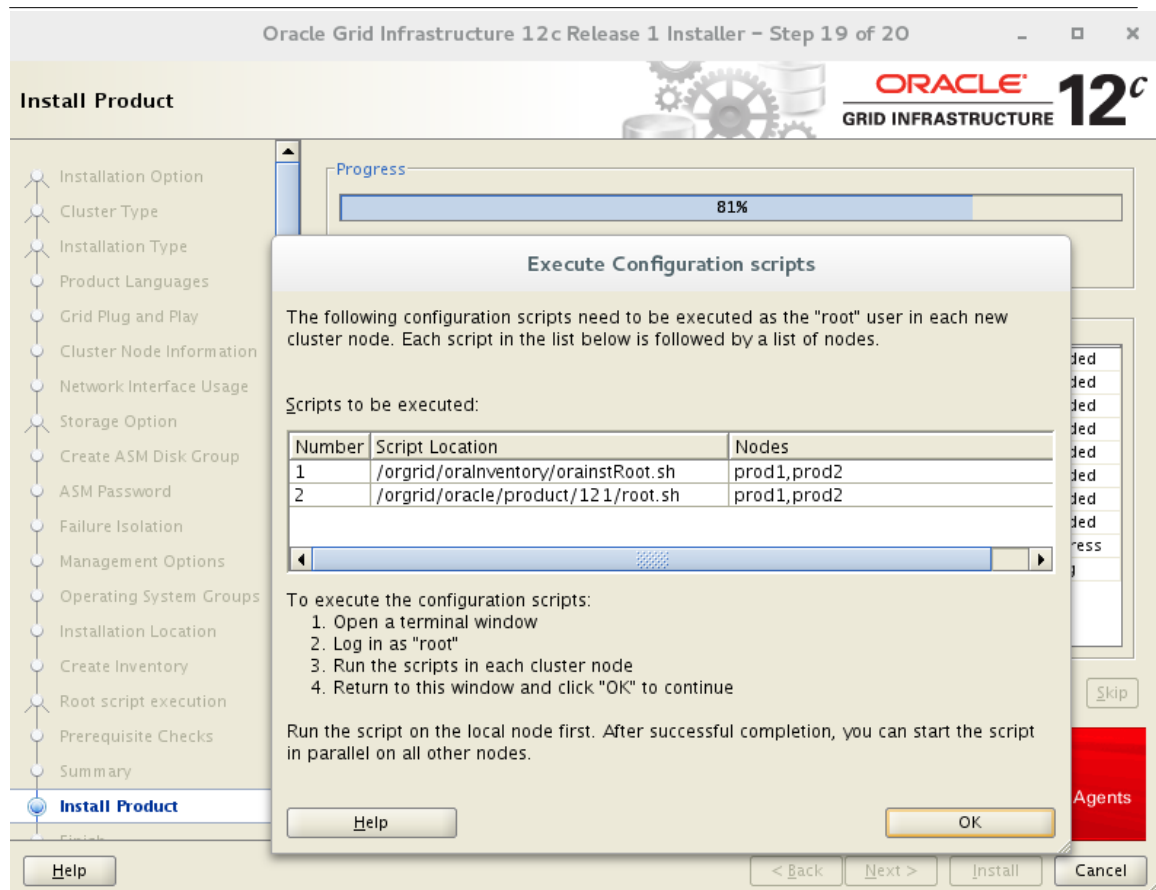 Oracle Grid Infrastructure 12c Release 1 Installer – Step 19 of 20
Install Product
ORACLE
GRID INFRASTRUCTURE
12c
Installation Option
Cluster Type
Installation Type
Product Languages
Grid Plug and Play
Cluster Node Information
Network Interface Usage
Storage Option
Create ASM Disk Group
ASM Password
Failure Isolation
Management Options
Operating System Groups
Installation Location
Create Inventory
Root script execution
Prerequisite Checks
Summary
Install Product
Progress
81%
Execute Configuration scripts
The following configuration scripts need to be executed as the "root" user in each new
cluster node. Each script in the list below is followed by a list of nodes.
Scripts to be executed:
Number Script Location Nodes
1 /orgrid/oraInventory/orainstRoot.sh prod1,prod2
2 /orgrid/oracle/product/121/root.sh prod1,prod2
To execute the configuration scripts:
1. Open a terminal window
2. Log in as "root"
3. Run the scripts in each cluster node
4. Return to this window and click "OK" to continue
Run the script on the local node first. After successful completion, you can start the script
in parallel on all other nodes.
Help OK
Skip
Agents
Help < Back Next > Install Cancel